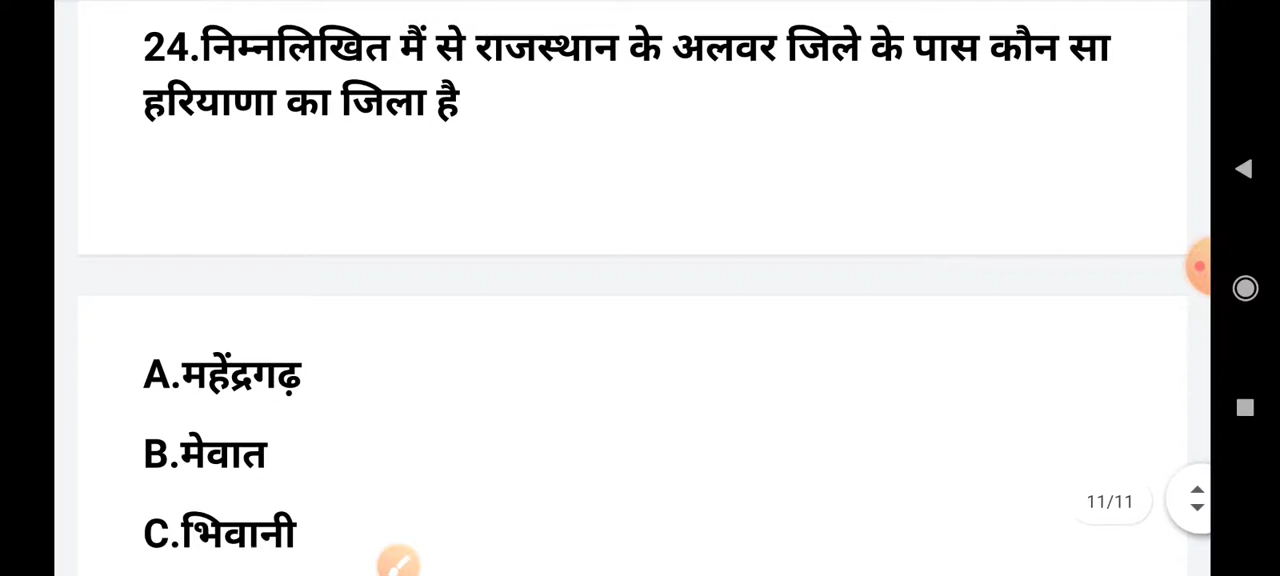 24.निम्नलिखित मैं से राजस्थान के अलवर जिले के पास कौन सा
हरियाणा का जिला है
A.महेंद्रगढ़
B.मेवात
C.भिवानी
11/11